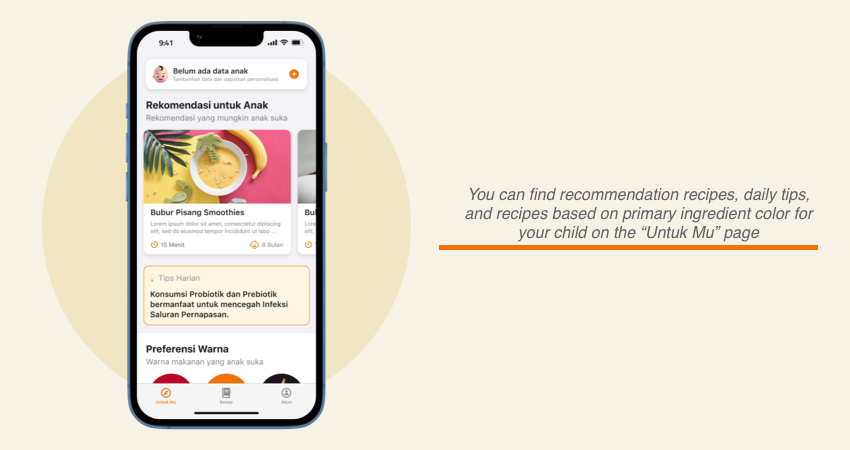 9:41
Belum ada data anak
Tambahkan data dan dapatkan personalisasi
Rekomendasi untuk Anak
Rekomendasi yang mungkin anak suka
Bubur Pisang Smoothies
Lorem ipsum dolor sit amet, consectetur dipiscing
elit, sed do eiusmod tempor incididunt ut labo ...
15 Menit
8 Bulan
Bul
Lore
elit,
Tips Harian
Konsumsi Probiotik dan Prebiotik
bermanfaat untuk mencegah Infeksi
Saluran Pernapasan.
Preferensi Warna
Warna makanan yang anak suka
Untuk Mu
Resep
Akun
You can find recommendation recipes, daily tips,
and recipes based on primary ingredient color for
your child on the “Untuk Mu” page